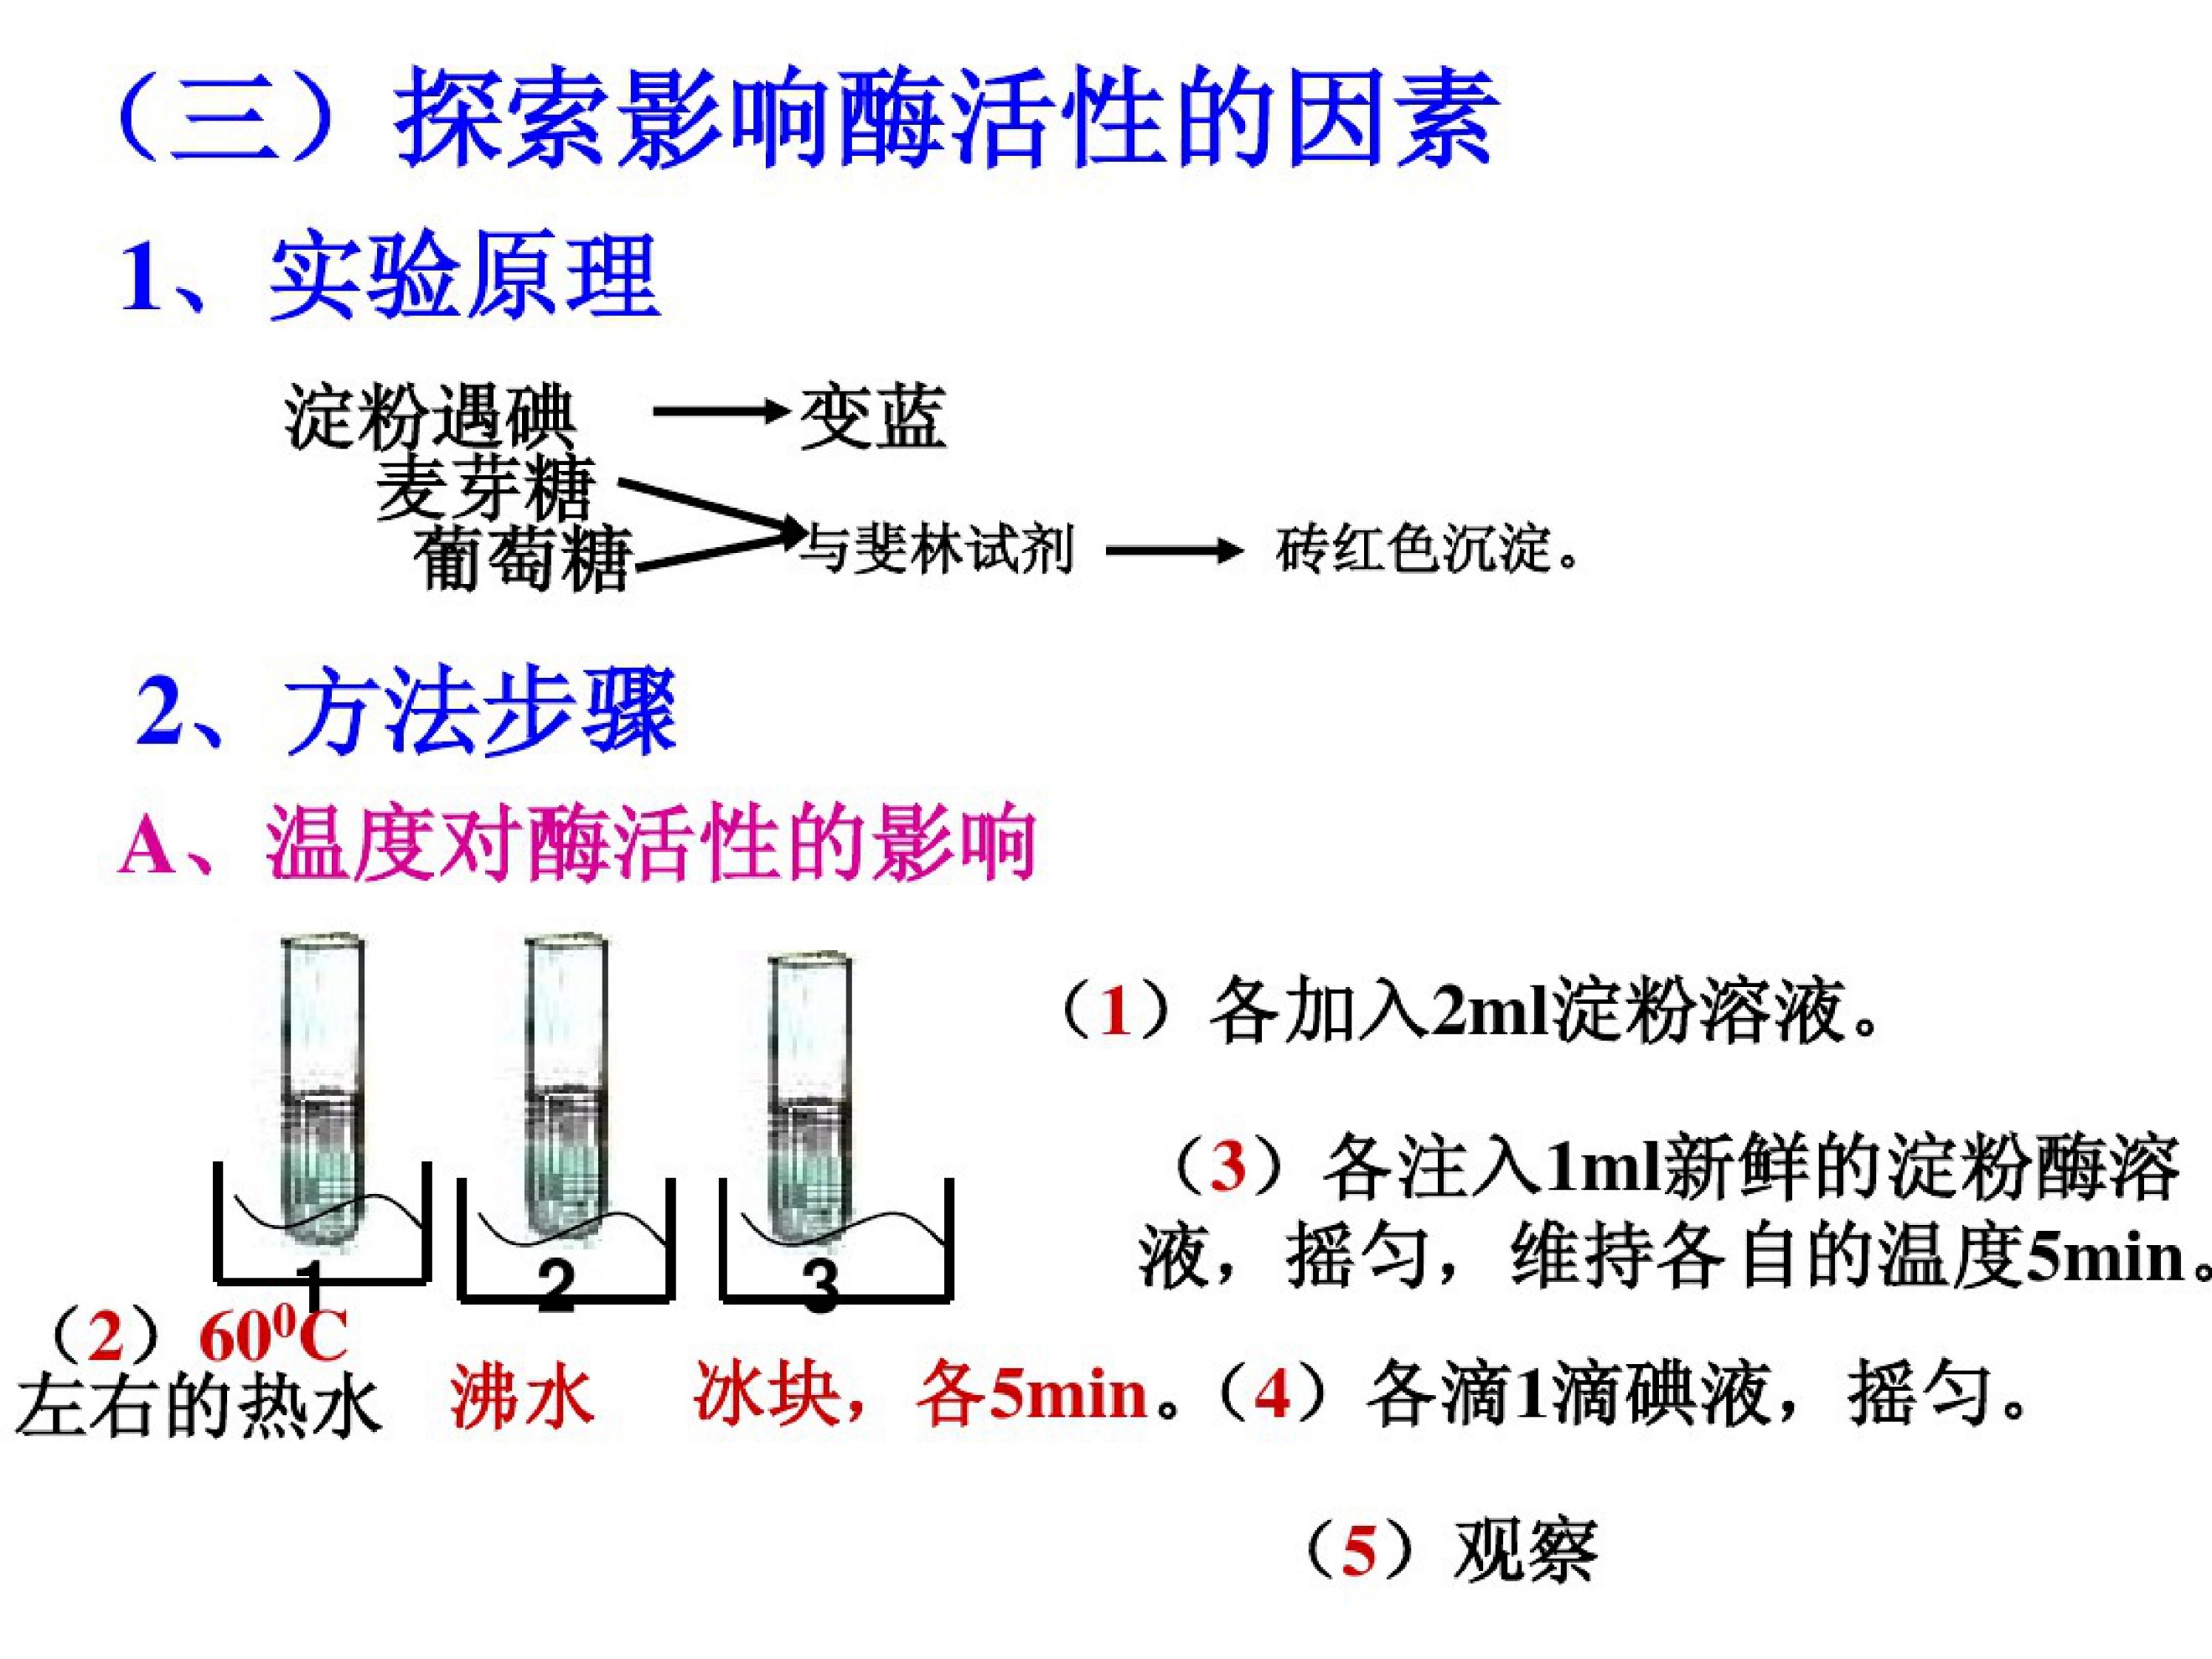 （三）探索影响酶活性的因素
1、实验原理
淀粉遇碘 变蓝
麦芽糖
葡萄糖 与斐林试剂 砖红色沉淀。
2、方法步骤
A、温度对酶活性的影响
（1）各加入2ml淀粉溶液。
（3）各注入1ml新鲜的淀粉酶溶
液，摇匀，维持各自的温度5min。
1 2 3
（2）60⁰C
左右的热水 沸水 冰块，各5min。
（4）各滴1滴碘液，摇匀。
（5）观察